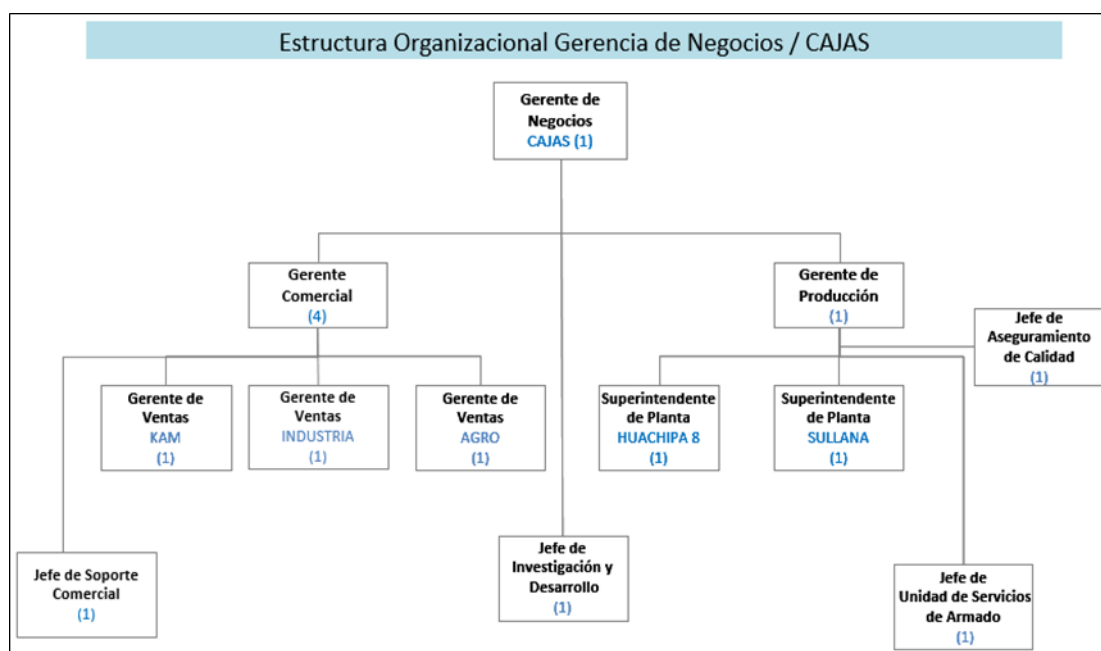 Estructura Organizacional Gerencia de Negocios / CAJAS
Gerente de
Negocios
CAJAS (1)
Gerente
Comercial
(4)
Gerente de
Producción
(1)
Jefe de
Aseguramiento
de Calidad
(1)
Gerente de
Ventas
KAM
(1)
Gerente de
Ventas
INDUSTRIA
(1)
Gerente de
Ventas
AGRO
(1)
Superintendente
de Planta
HUACHIPA 8
(1)
Superintendente
de Planta
SULLANA
(1)
Jefe de Soporte
Comercial
(1)
Jefe de
Investigación y
Desarrollo
(1)
Jefe de
Unidad de Servicios
de Armado
(1)